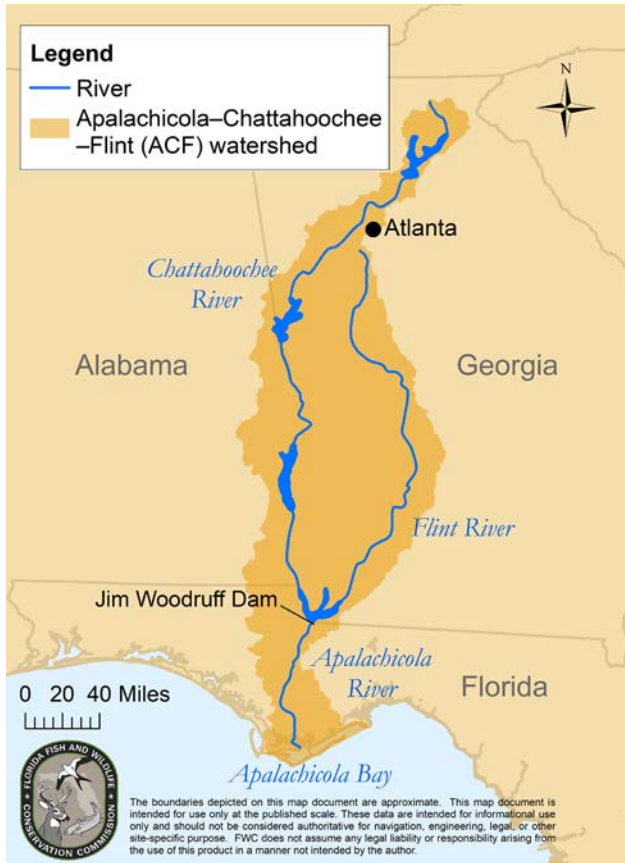 Legend
River
Apalachicola–Chattahoochee
–Flint (ACF) watershed
N
Atlanta
Chattahoochee
River
Alabama
Georgia
Flint River
Jim Woodruff Dam
Apalachicola
River
Florida
0 20 40 Miles
Apalachicola Bay
FLORIDA FISH AND WILDLIFE
CONSERVATION COMMISSION
The boundaries depicted on this map document are approximate. This map document is
intended for use only at the published scale. These data are intended for informational use
only and should not be considered authoritative for navigation, engineering, legal, or other
site-specific purpose. FWC does not assume any legal liability or responsibility arising from
the use of this product in a manner not intended by the author.